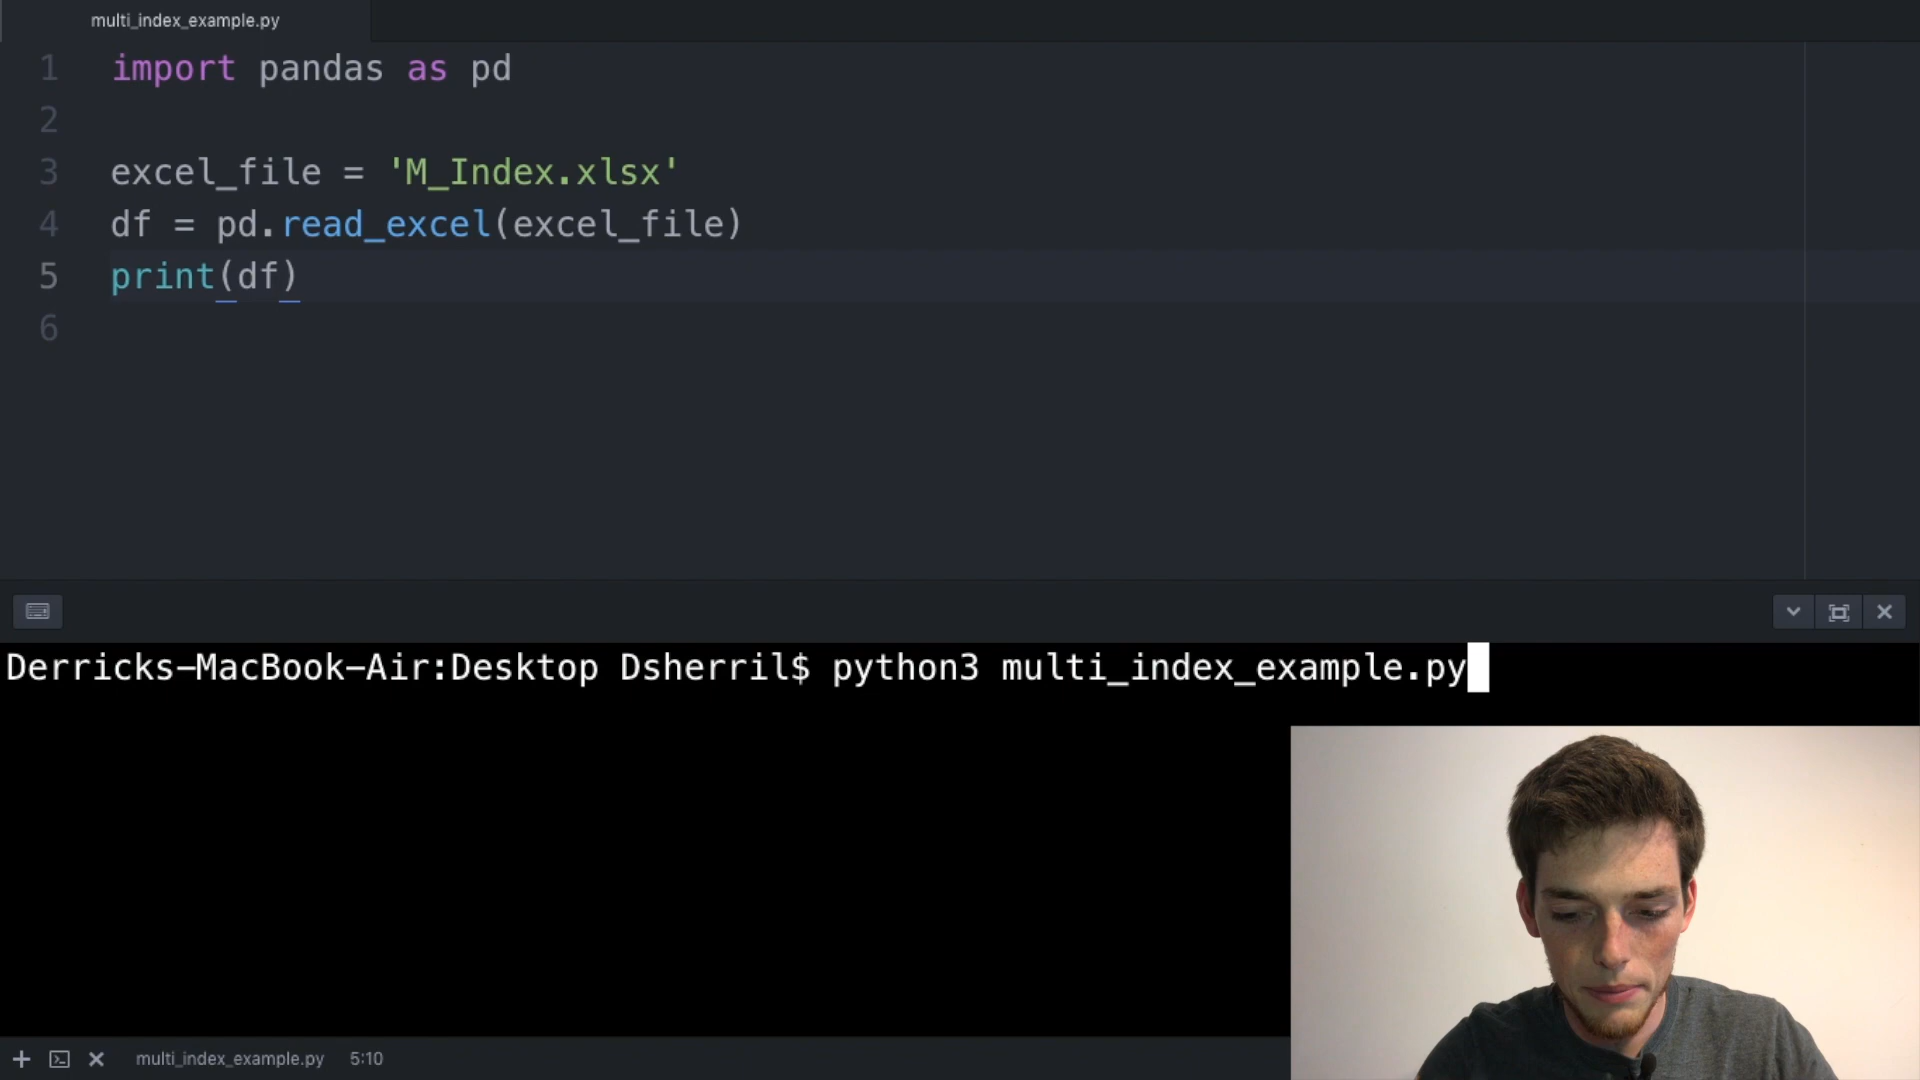 multi_index_example.py
1 import pandas as pd
2
3 excel_file = 'M_Index.xlsx'
4 df = pd.read_excel(excel_file)
5 print(df)
6
Derricks-MacBook-Air:Desktop Dsherril$ python3 multi_index_example.py
multi_index_example.py 5:10